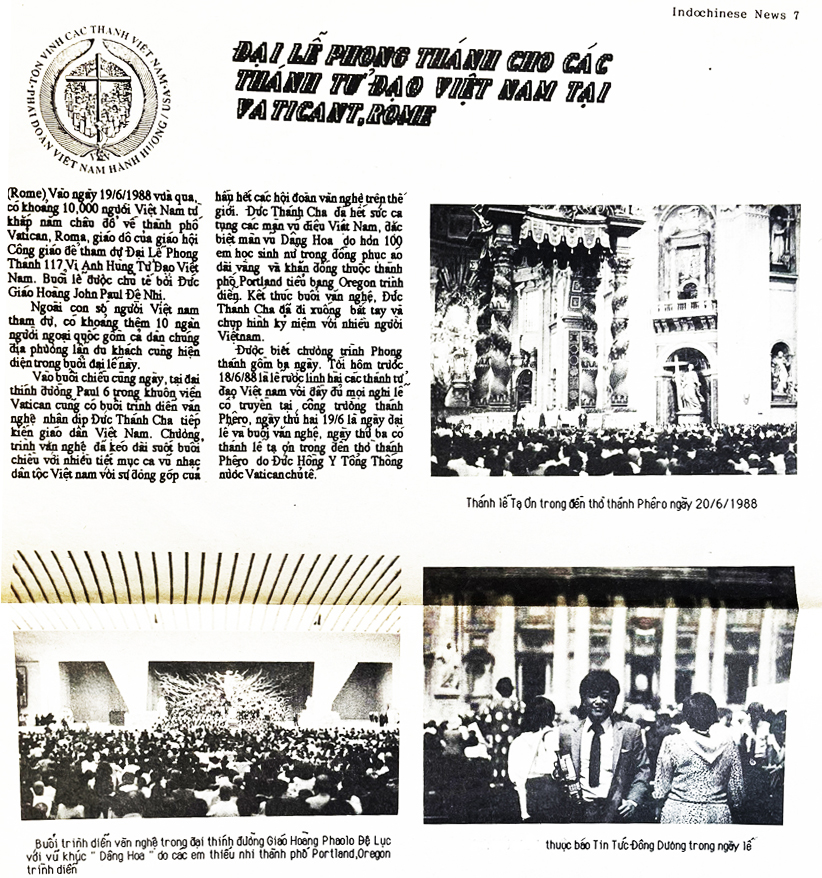 Indochinese News 7
TÔN VINH CÁC THÁNH VIỆT NAM
PHÁI ĐOÀN VIỆT NAM HÀNH HƯƠNG / USA
ĐẠI LỄ PHONG THÁNH CHO CÁC
THÁNH TỬ ĐẠO VIỆT NAM TẠI
VATICANT,ROME
(Rome) Vào ngày 19/6/1988 vừa qua,
có khoảng 10,000 người Việt Nam từ
khắp năm châu đổ về thành phố
Vatican, Roma, giáo đô của giáo hội
Công giáo để tham dự Đại Lễ Phong
Thánh 117 Vị Anh Hùng Tử Đạo Việt
Nam. Buổi lễ được chủ tế bởi Đức
Giáo Hoàng John Paul Đệ Nhị.
Ngoài con số người Việt nam
tham dự, có khoảng thêm 10 ngàn
người ngoại quốc gồm cả dân chúng
địa phương lẫn du khách cùng hiện
diện trong buổi đại lễ này.
Vào buổi chiều cùng ngày, tại đại
thính đường Paul 6 trong khuôn viên
Vatican cũng có buổi trình diễn văn
nghệ nhân dịp Đức Thánh Cha tiếp
kiến giáo dân Việt Nam. Chương
trình văn nghệ đã kéo dài suốt buổi
chiều với nhiều tiết mục ca vũ nhạc
dân tộc Việt nam với sự đóng góp của
hầu hết các hội đoàn văn nghệ trên thế
giới. Đức Thánh Cha đã hết sức ca
tụng các màn vũ điệu Việt Nam, đặc
biệt màn vũ Dâng Hoa do hơn 100
em học sinh nữ trong đồng phục áo
dài vàng và khăn đống thuộc thành
phố Portland tiểu bang Oregon trình
diễn. Kết thúc buổi văn nghệ, Đức
Thánh Cha đã đi xuống bắt tay và
chụp hình kỷ niệm với nhiều người
Việtnam.
Được biết chương trình Phong
thánh gồm ba ngày. Tối hôm trước
18/6/88 là lễ rước linh hài các thánh tử
đạo Việt nam với đầy đủ mọi nghi lễ
cổ truyền tại công trường thánh
Phêrô, ngày thứ hai 19/6 là ngày đại
lễ và buổi văn nghệ, ngày thứ ba có
thánh lễ tạ ơn trong đền thờ thánh
Phêrô do Đức Hồng Y Tổng Thống
nước Vatican chủ tế.
Thánh lễ Tạ Ơn trong đền thờ thánh Phêrô ngày 20/6/1988
Buổi trình diễn văn nghệ trong đại thính đường Giáo Hoàng Phaolo Đệ Lục
với vũ khúc " Dâng Hoa " do các em thiếu nhi thành phố Portland,Oregon
trình diễn
thuộc báo Tin Tức Đông Dương trong ngày lễ